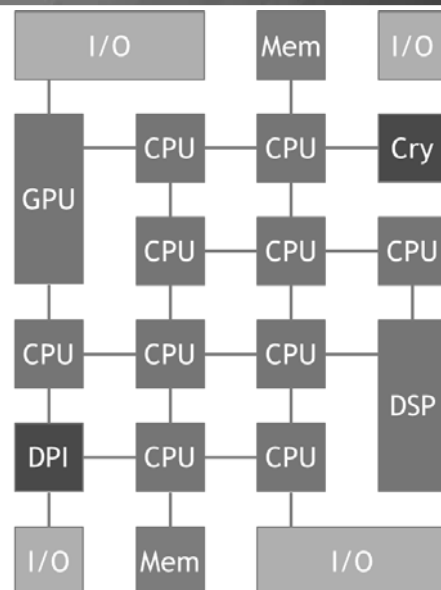 I/O Mem I/O
CPU CPU Cry
GPU
CPU CPU CPU
CPU CPU CPU
DSP
DPI CPU CPU
I/O Mem I/O